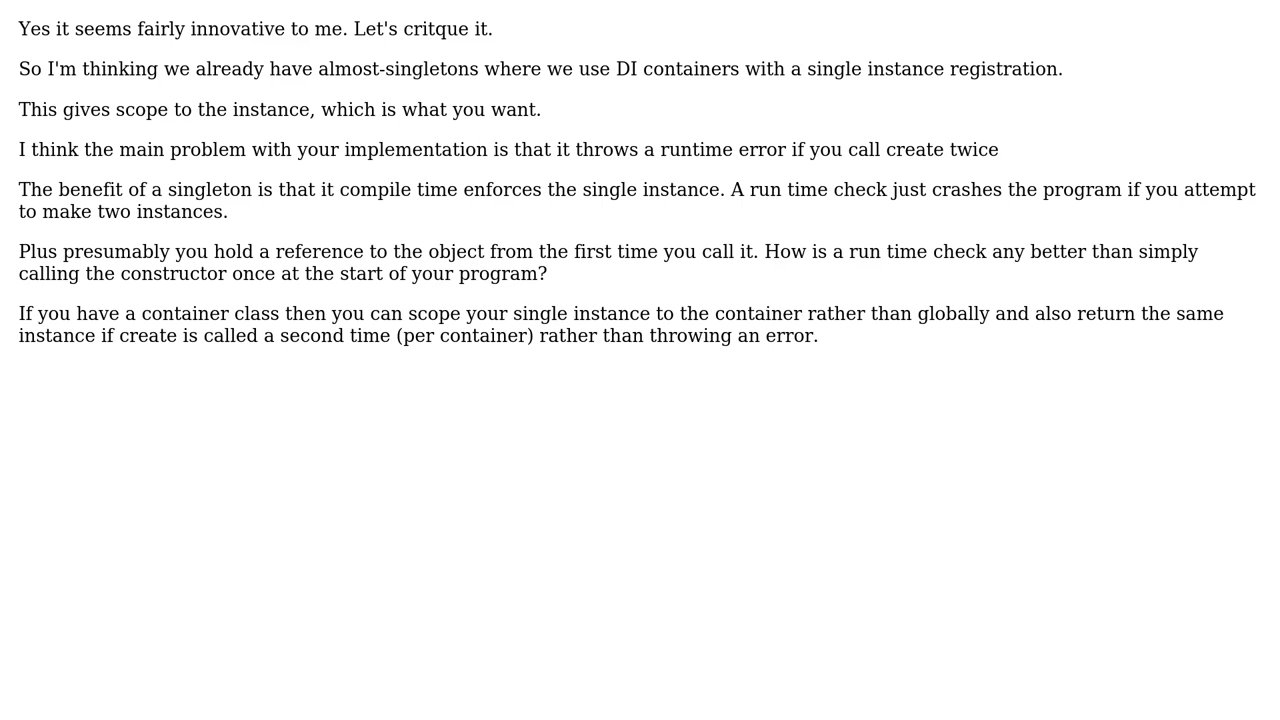 Yes it seems fairly innovative to me. Let's critque it.
So I'm thinking we already have almost-singletons where we use DI containers with a single instance registration.
This gives scope to the instance, which is what you want.
I think the main problem with your implementation is that it throws a runtime error if you call create twice
The benefit of a singleton is that it compile time enforces the single instance. A run time check just crashes the program if you attempt
to make two instances.
Plus presumably you hold a reference to the object from the first time you call it. How is a run time check any better than simply
calling the constructor once at the start of your program?
If you have a container class then you can scope your single instance to the container rather than globally and also return the same
instance if create is called a second time (per container) rather than throwing an error.